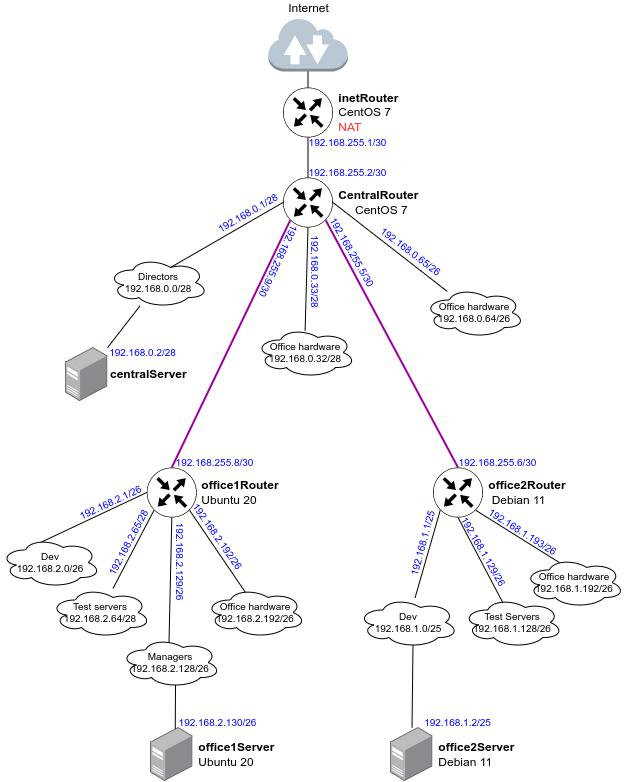 Internet
inetRouter
CentOS 7
NAT
192.168.255.1/30
192.168.255.2/30
CentralRouter
CentOS 7
192.168.0.1/28
192.168.255.9/30
192.168.0.33/28
192.168.255.5/30
192.168.0.65/26
Directors
192.168.0.0/28
Office hardware
192.168.0.64/26
Office hardware
192.168.0.32/28
192.168.0.2/28
centralServer
192.168.255.8/30
office1Router
Ubuntu 20
192.168.255.6/30
office2Router
Debian 11
192.168.2.1/26
192.168.2.65/28
192.168.2.129/26
192.168.2.192/26
192.168.1.1/25
192.168.1.129/26
192.168.1.193/26
Dev
192.168.2.0/26
Test servers
192.168.2.64/28
Office hardware
192.168.2.192/26
Managers
192.168.2.128/26
Office hardware
192.168.1.192/26
Dev
192.168.1.0/25
Test Servers
192.168.1.128/26
192.168.2.130/26
office1Server
Ubuntu 20
192.168.1.2/25
office2Server
Debian 11